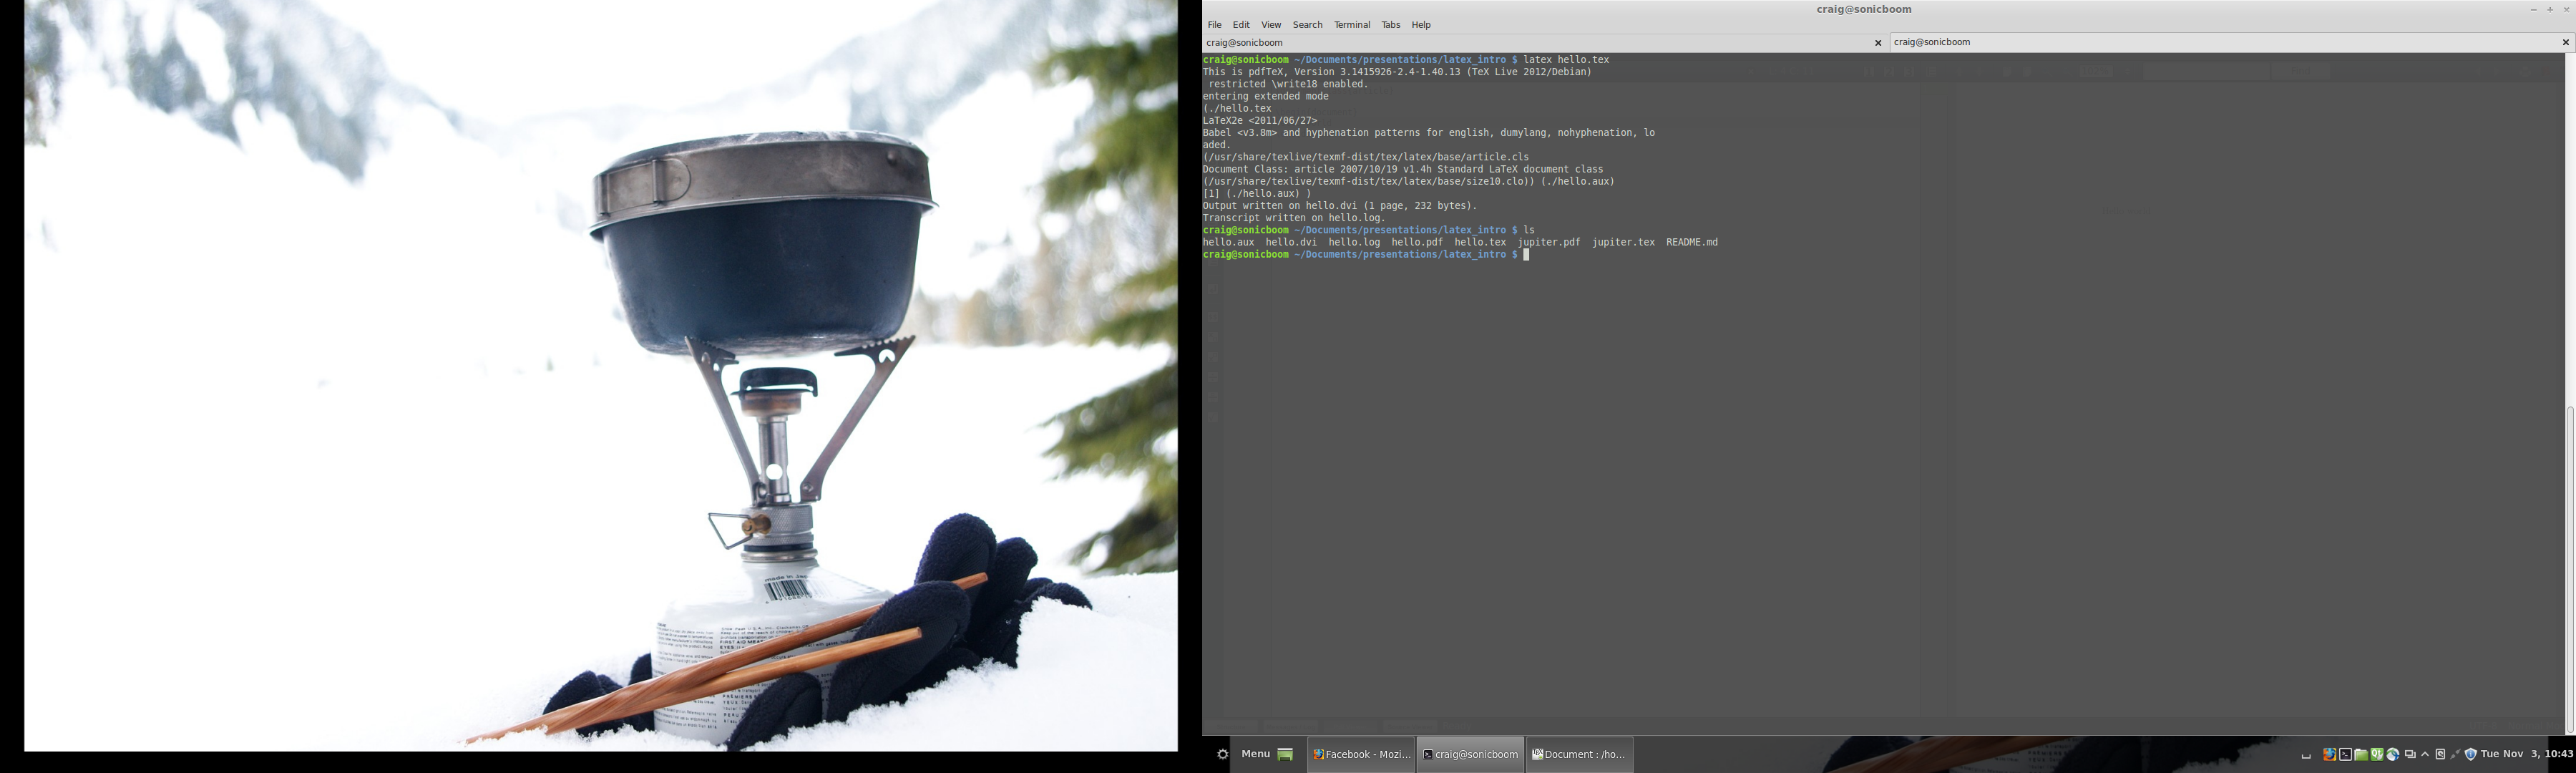 made in Jap
FIRST AID MEAT
craig@sonicboom
File Edit View Search Terminal Tabs Help
craig@sonicboom
craig@sonicboom
craig@sonicboom ~/Documents/presentations/latex_intro $ latex hello.tex
This is pdfTeX, Version 3.1415926-2.4-1.40.13 (TeX Live 2012/Debian)
 restricted \write18 enabled.
entering extended mode
(./hello.tex
LaTeX2e <2011/06/27>
Babel <v3.8m> and hyphenation patterns for english, dumylang, nohyphenation, lo
aded.
(/usr/share/texlive/texmf-dist/tex/latex/base/article.cls
Document Class: article 2007/10/19 v1.4h Standard LaTeX document class
(/usr/share/texlive/texmf-dist/tex/latex/base/size10.clo)) (./hello.aux)
[1] (./hello.aux) )
Output written on hello.dvi (1 page, 232 bytes).
Transcript written on hello.log.
craig@sonicboom ~/Documents/presentations/latex_intro $ ls
hello.aux  hello.dvi  hello.log  hello.pdf  hello.tex  jupiter.pdf  jupiter.tex  README.md
craig@sonicboom ~/Documents/presentations/latex_intro $
Menu Facebook - Mozi... craig@sonicboom Document : /ho... Tue Nov 3, 10:43